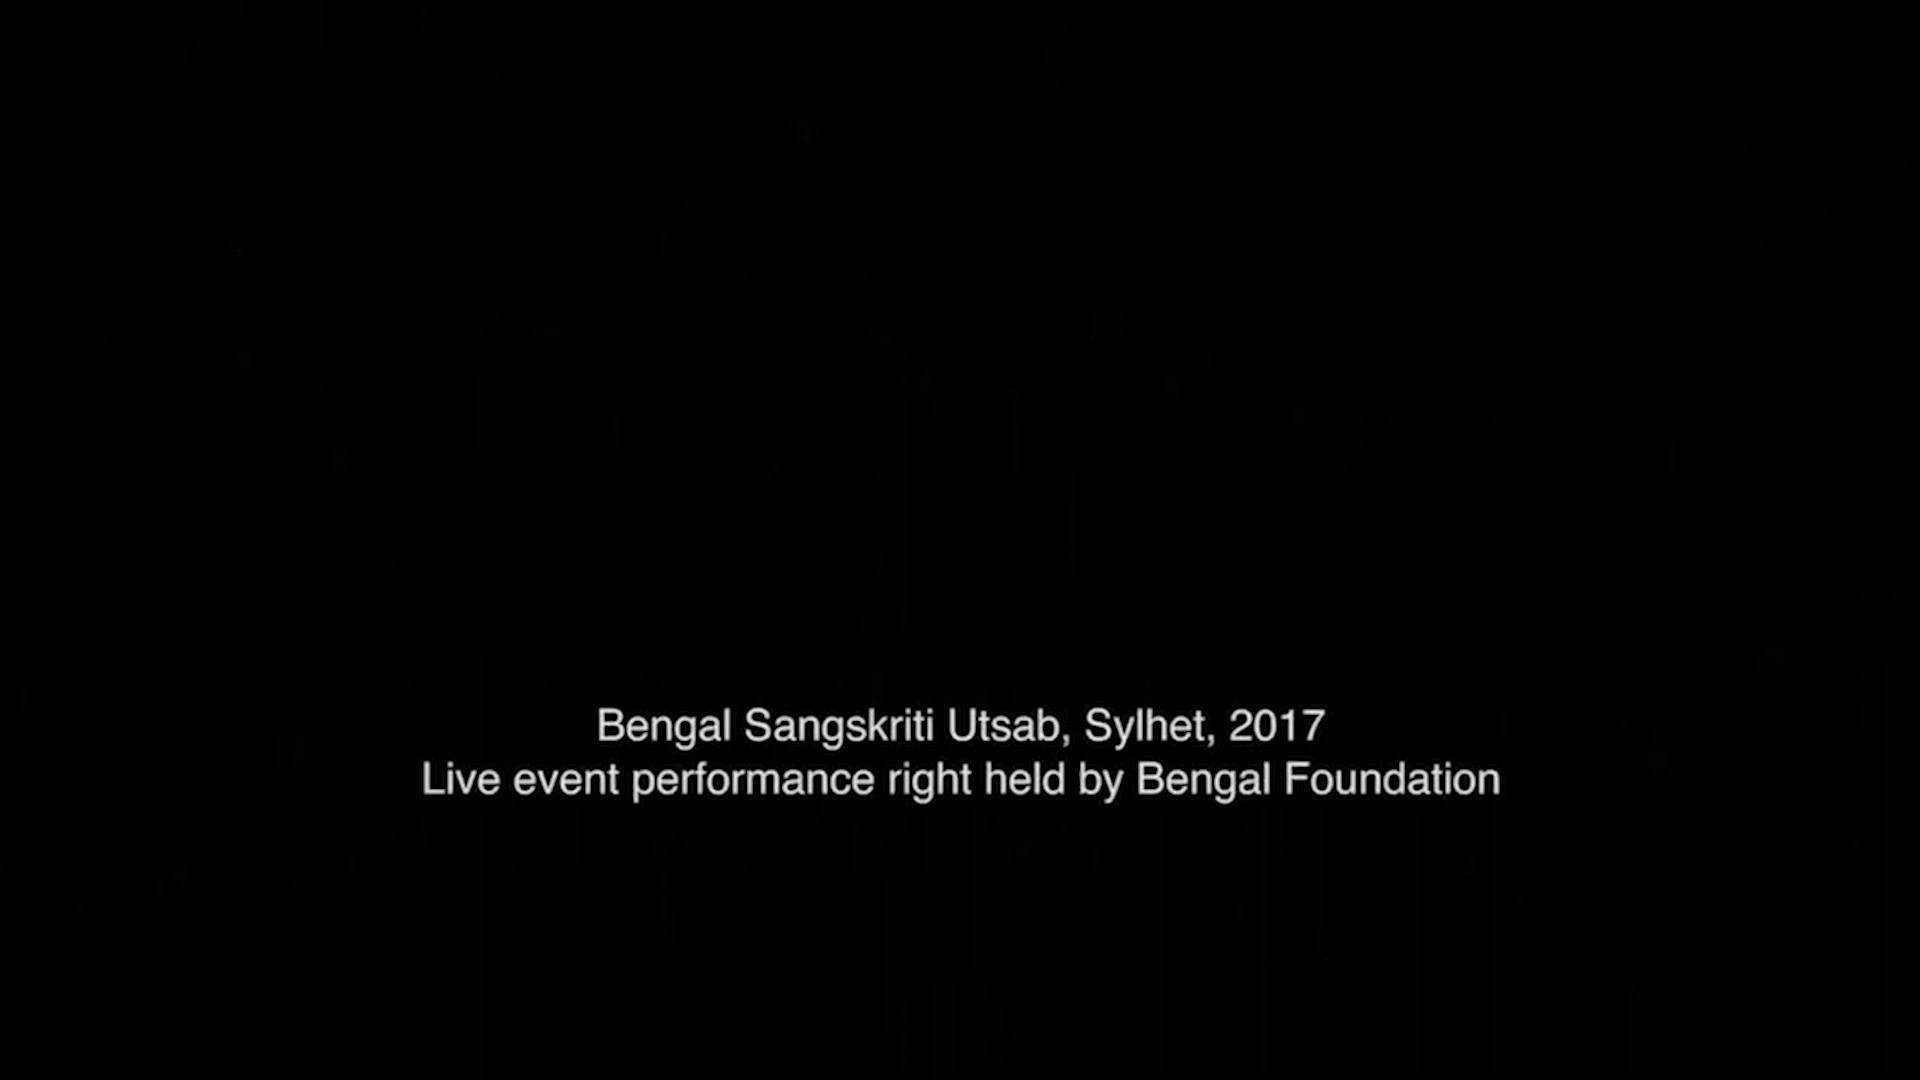 Bengal Sangskriti Utsab, Sylhet, 2017
Live event performance right held by Bengal Foundation